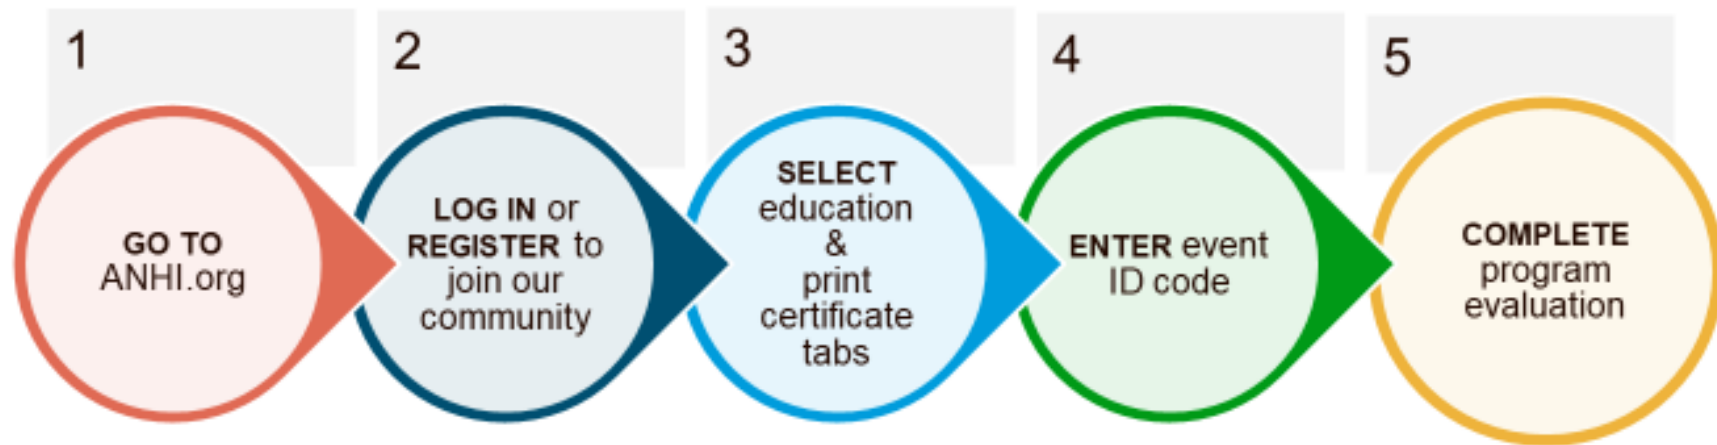 1
GO TO
ANHI.org
2
LOG IN or
REGISTER to
join our
community
3
SELECT
education
&
print
certificate
tabs
4
ENTER event
ID code
5
COMPLETE
program
evaluation